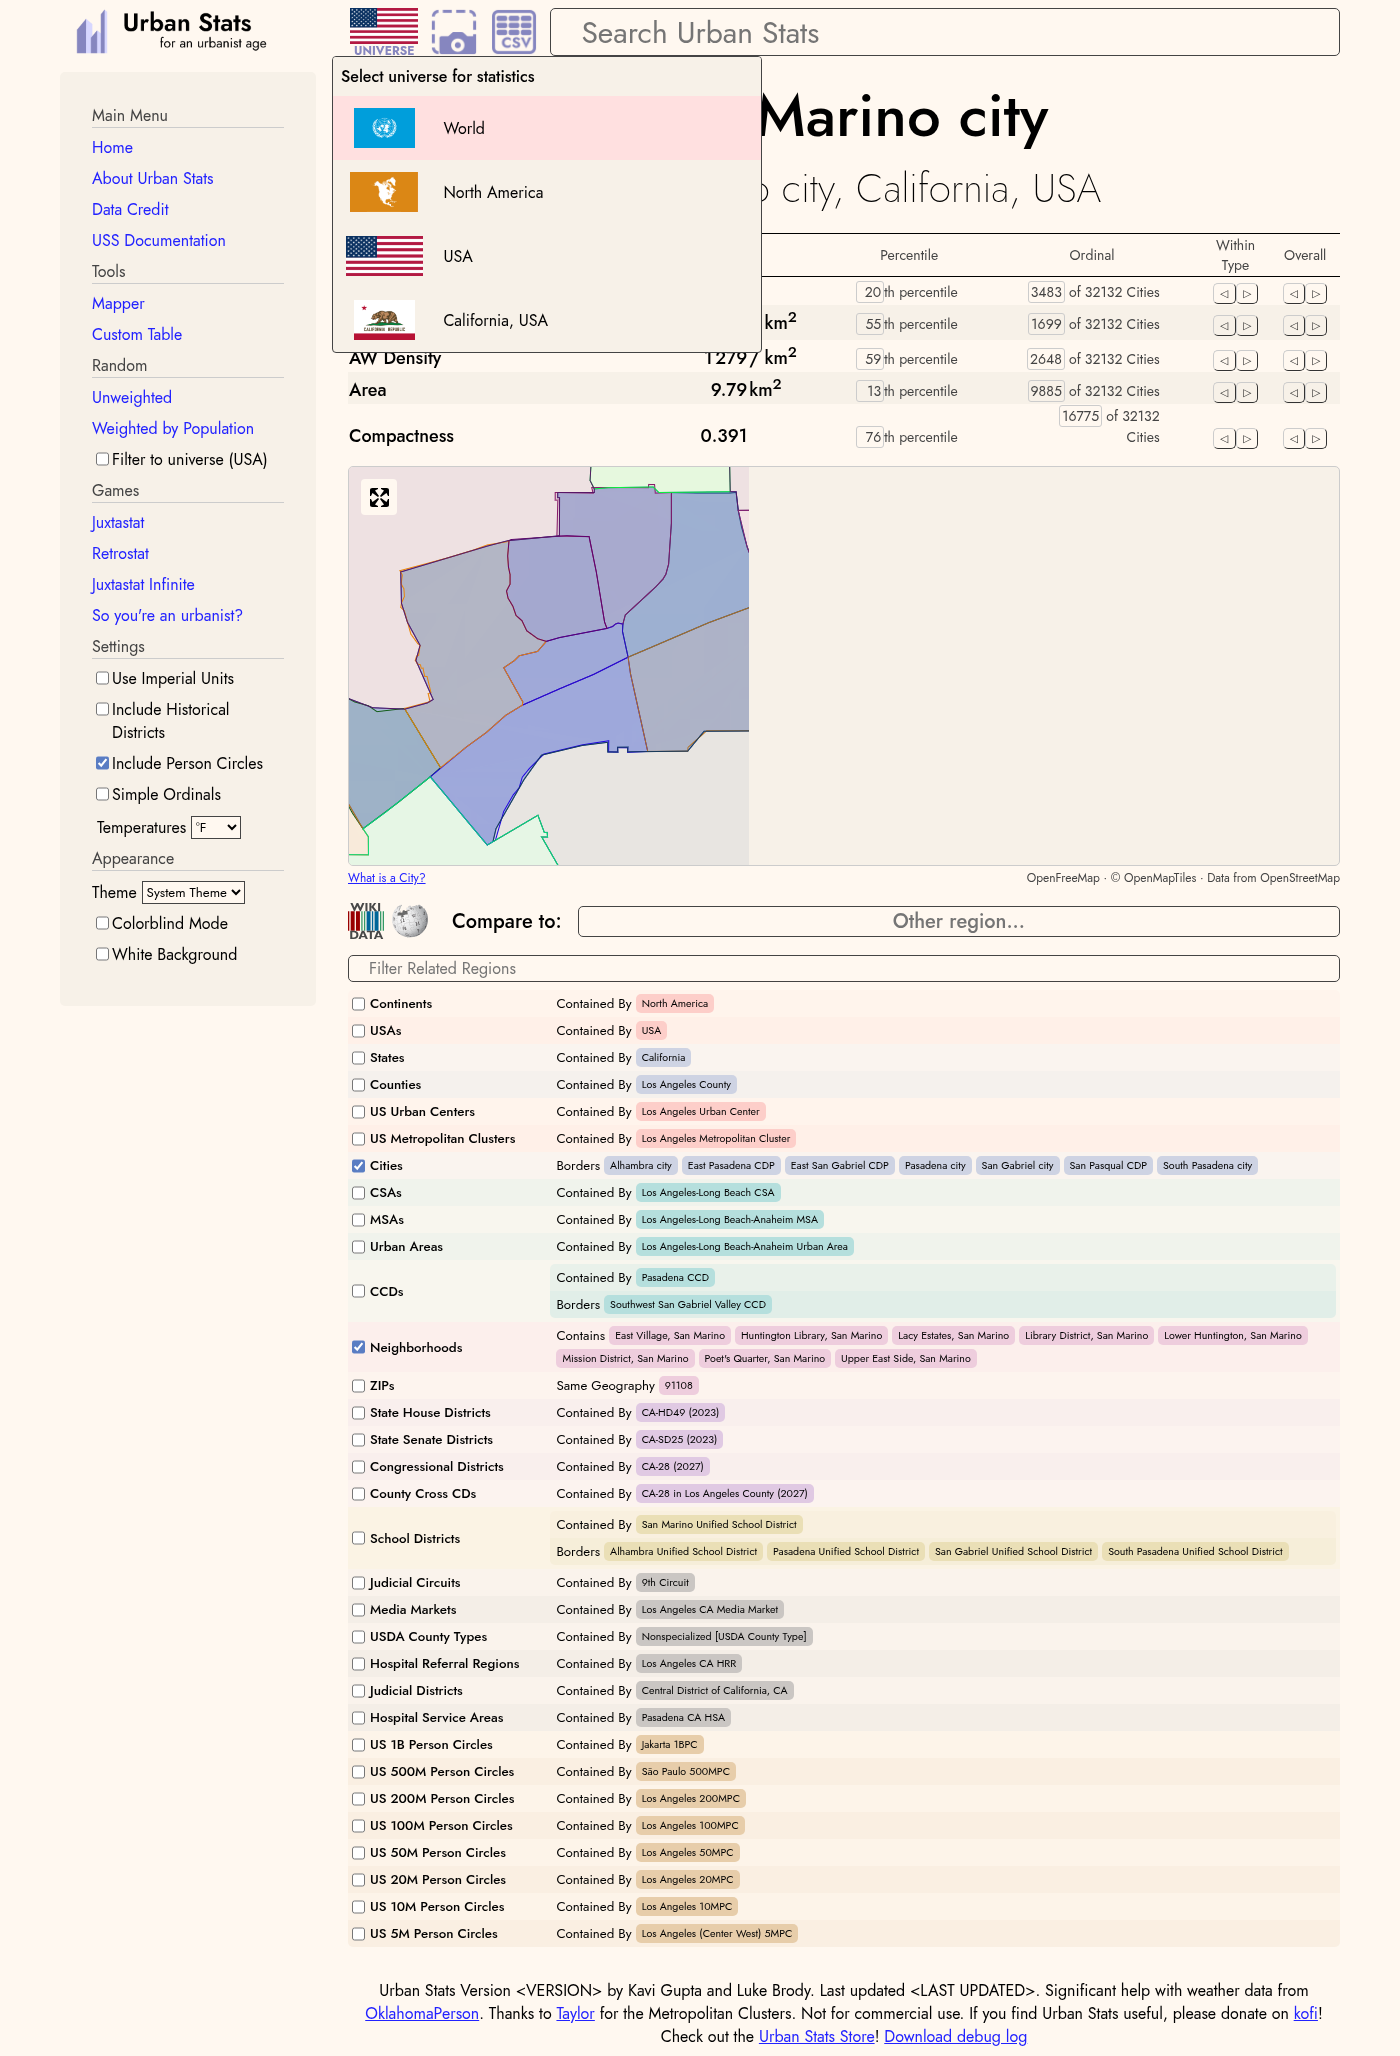 Urban Stats
for an urbanist age
UNIVERSE
CSV
Search Urban Stats
Main Menu
Home
About Urban Stats
Data Credit
USS Documentation
Tools
Mapper
Custom Table
Random
Unweighted
Weighted by Population
Filter to universe (USA)
Games
Juxtastat
Retrostat
Juxtastat Infinite
So you're an urbanist?
Settings
Use Imperial Units
Include Historical
Districts
Include Person Circles
Simple Ordinals
Temperatures °F
Appearance
Theme System Theme
Colorblind Mode
White Background
Select universe for statistics
World
North America
USA
California, USA
CALIFORNIA REPUBLIC
Marino city
city, California, USA
Percentile Ordinal Within Type Overall
20th percentile 3483 of 32132 Cities ◁ ▷ ◁ ▷
km2 55th percentile 1699 of 32132 Cities ◁ ▷ ◁ ▷
AW Density 1279 / km2 59th percentile 2648 of 32132 Cities ◁ ▷ ◁ ▷
Area 9.79 km2 13th percentile 9885 of 32132 Cities ◁ ▷ ◁ ▷
Compactness 0.391 76th percentile 16775 of 32132 Cities ◁ ▷ ◁ ▷
What is a City?
OpenFreeMap · © OpenMapTiles · Data from OpenStreetMap
WIKI
DATA
Compare to: Other region...
Filter Related Regions
Continents Contained By North America
USAs Contained By USA
States Contained By California
Counties Contained By Los Angeles County
US Urban Centers Contained By Los Angeles Urban Center
US Metropolitan Clusters Contained By Los Angeles Metropolitan Cluster
Cities Borders Alhambra city East Pasadena CDP East San Gabriel CDP Pasadena city San Gabriel city San Pasqual CDP South Pasadena city
CSAs Contained By Los Angeles-Long Beach CSA
MSAs Contained By Los Angeles-Long Beach-Anaheim MSA
Urban Areas Contained By Los Angeles-Long Beach-Anaheim Urban Area
CCDs Contained By Pasadena CCD
Borders Southwest San Gabriel Valley CCD
Neighborhoods Contains East Village, San Marino Huntington Library, San Marino Lacy Estates, San Marino Library District, San Marino Lower Huntington, San Marino
Mission District, San Marino Poet's Quarter, San Marino Upper East Side, San Marino
ZIPs Same Geography 91108
State House Districts Contained By CA-HD49 (2023)
State Senate Districts Contained By CA-SD25 (2023)
Congressional Districts Contained By CA-28 (2027)
County Cross CDs Contained By CA-28 in Los Angeles County (2027)
School Districts Contained By San Marino Unified School District
Borders Alhambra Unified School District Pasadena Unified School District San Gabriel Unified School District South Pasadena Unified School District
Judicial Circuits Contained By 9th Circuit
Media Markets Contained By Los Angeles CA Media Market
USDA County Types Contained By Nonspecialized [USDA County Type]
Hospital Referral Regions Contained By Los Angeles CA HRR
Judicial Districts Contained By Central District of California, CA
Hospital Service Areas Contained By Pasadena CA HSA
US 1B Person Circles Contained By Jakarta 1BPC
US 500M Person Circles Contained By São Paulo 500MPC
US 200M Person Circles Contained By Los Angeles 200MPC
US 100M Person Circles Contained By Los Angeles 100MPC
US 50M Person Circles Contained By Los Angeles 50MPC
US 20M Person Circles Contained By Los Angeles 20MPC
US 10M Person Circles Contained By Los Angeles 10MPC
US 5M Person Circles Contained By Los Angeles (Center West) 5MPC
Urban Stats Version <VERSION> by Kavi Gupta and Luke Brody. Last updated <LAST UPDATED>. Significant help with weather data from
OklahomaPerson. Thanks to Taylor for the Metropolitan Clusters. Not for commercial use. If you find Urban Stats useful, please donate on kofi!
Check out the Urban Stats Store! Download debug log